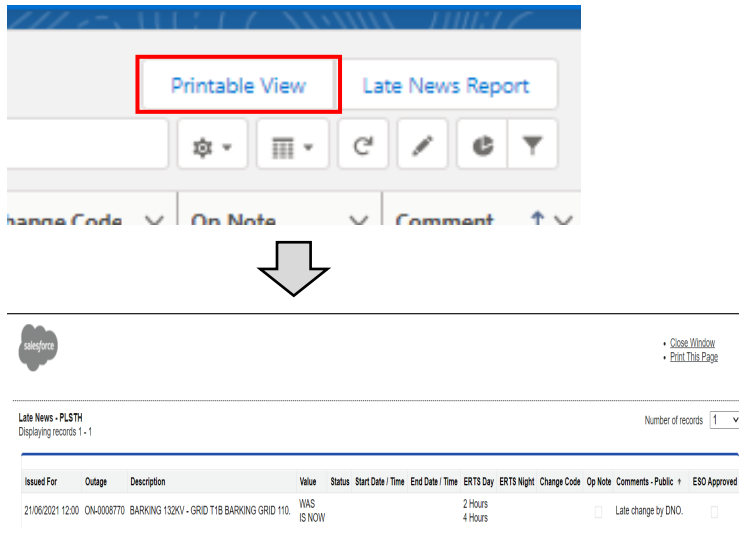 Printable View Late News Report
hange Code Op Note Comment
salesforce
Close Window
Print This Page
Late News - PLSTH
Displaying records 1 - 1
Number of records 1
Issued For Outage Description Value Status Start Date / Time End Date / Time ERTS Day ERTS Night Change Code Op Note Comments - Public ESO Approved
21/06/2021 12:00 ON-0008770 BARKING 132KV - GRID T1B BARKING GRID 110. WAS 2 Hours Late change by DNO.
IS NOW 4 Hours